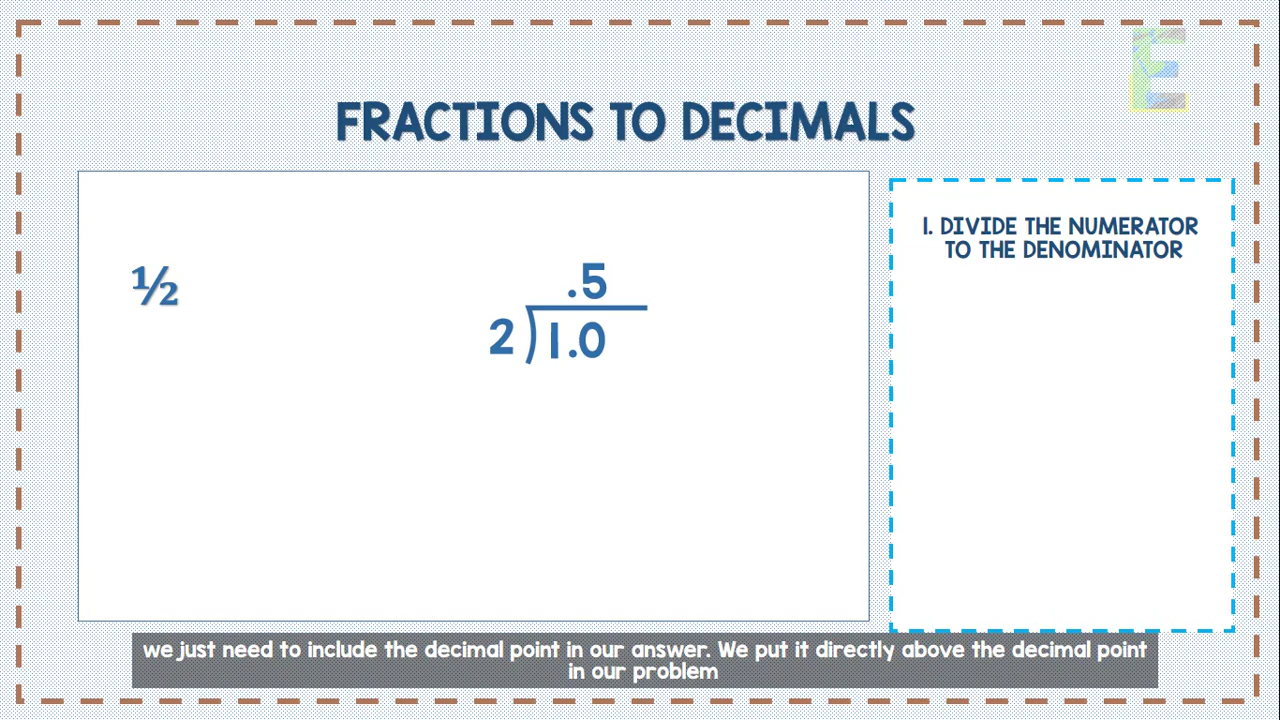 E
FRACTIONS TO DECIMALS
1. DIVIDE THE NUMERATOR
TO THE DENOMINATOR
½
.5
2)1.0
we just need to include the decimal point in our answer. We put it directly above the decimal point
in our problem